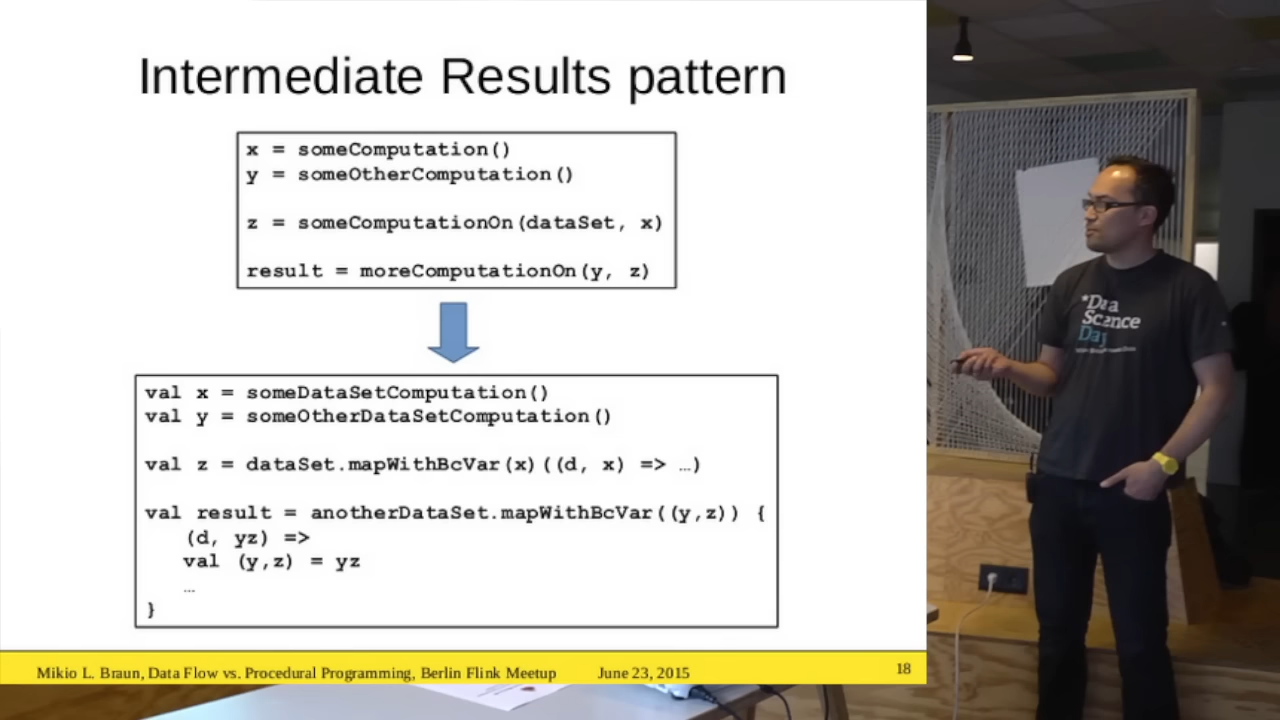 Intermediate Results pattern
x = someComputation()
y = someOtherComputation()
z = someComputationOn(dataSet, x)
result = moreComputationOn(y, z)
val x = someDataSetComputation()
val y = someOtherDataSetComputation()
val z = dataSet.mapWithBcVar(x)((d, x) => …)
val result = anotherDataSet.mapWithBcVar((y,z)) {
(d, yz) =>
val (y,z) = yz
…
}
Mikio L. Braun, Data Flow vs. Procedural Programming, Berlin Flink Meetup June 23, 2015 18
*Data
Science
Day